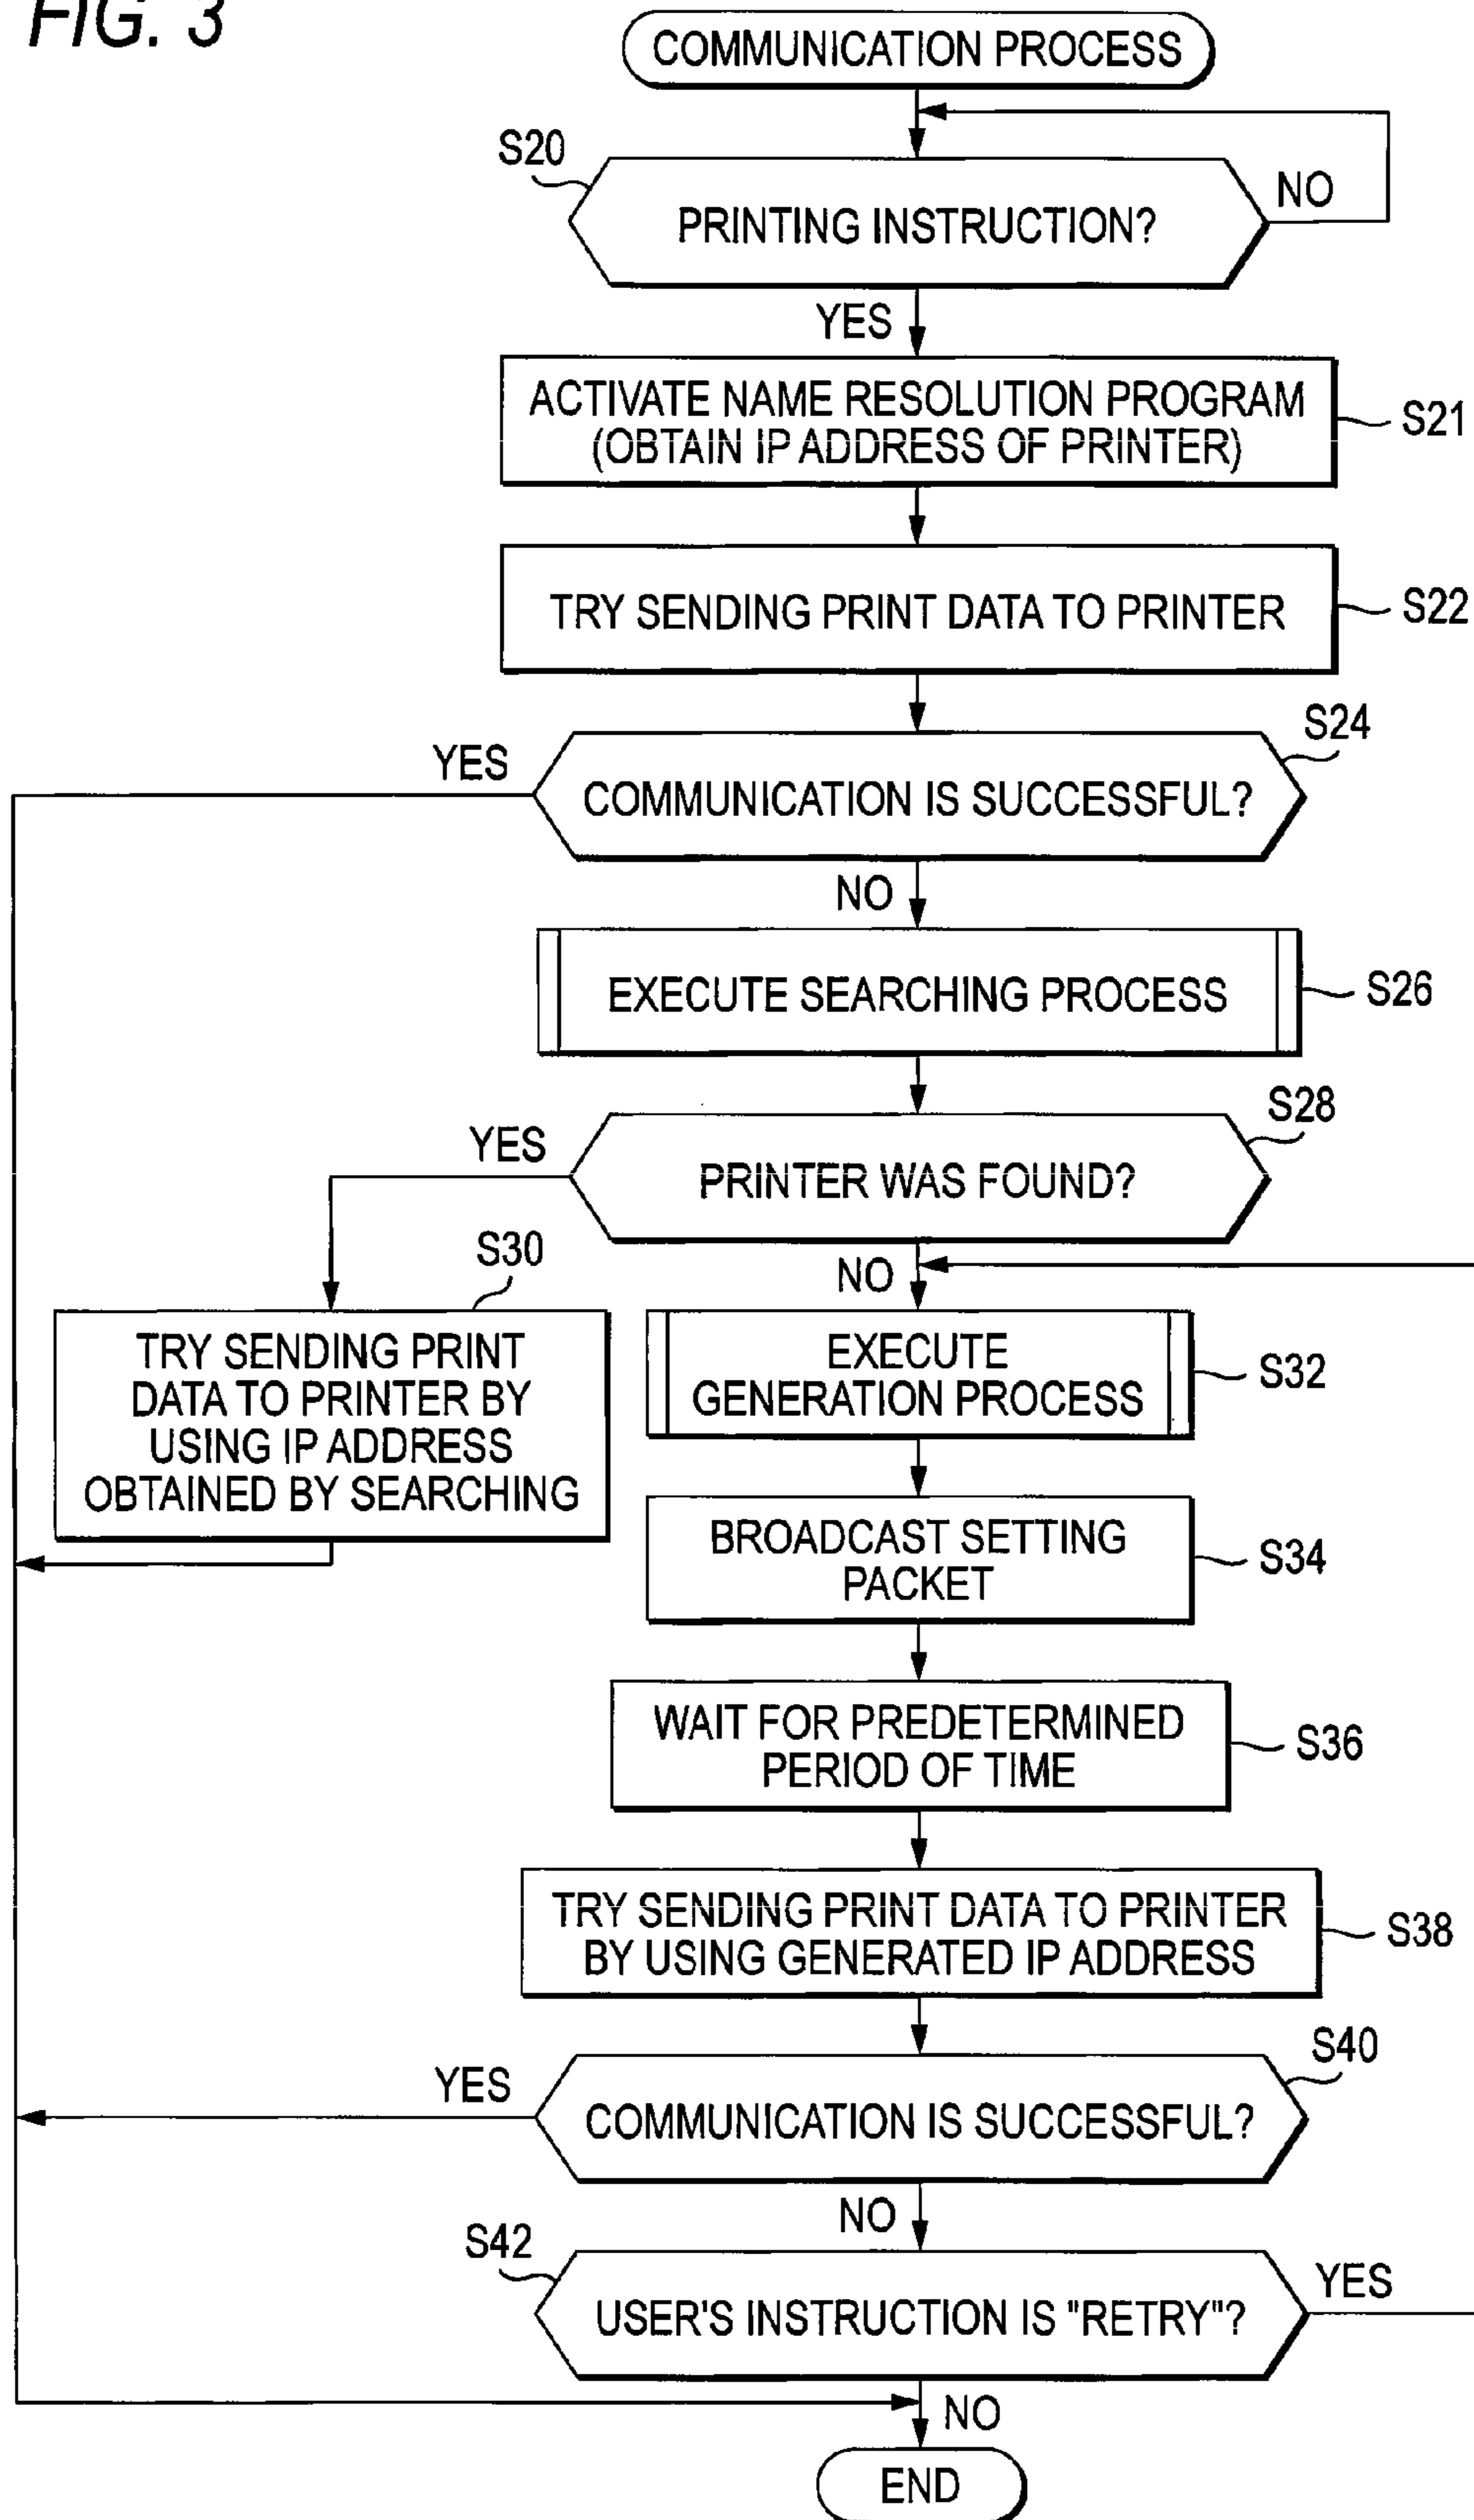 FIG. 3
COMMUNICATION PROCESS
S20
PRINTING INSTRUCTION?
NO
YES
ACTIVATE NAME RESOLUTION PROGRAM
(OBTAIN IP ADDRESS OF PRINTER)
S21
TRY SENDING PRINT DATA TO PRINTER
S22
S24
YES
COMMUNICATION IS SUCCESSFUL?
NO
EXECUTE SEARCHING PROCESS
S26
S28
YES
PRINTER WAS FOUND?
S30
NO
TRY SENDING PRINT
DATA TO PRINTER BY
USING IP ADDRESS
OBTAINED BY SEARCHING
EXECUTE
GENERATION PROCESS
S32
BROADCAST SETTING
PACKET
S34
WAIT FOR PREDETERMINED
PERIOD OF TIME
S36
TRY SENDING PRINT DATA TO PRINTER
BY USING GENERATED IP ADDRESS
S38
S40
YES
COMMUNICATION IS SUCCESSFUL?
NO
S42
USER'S INSTRUCTION IS "RETRY"?
YES
NO
END